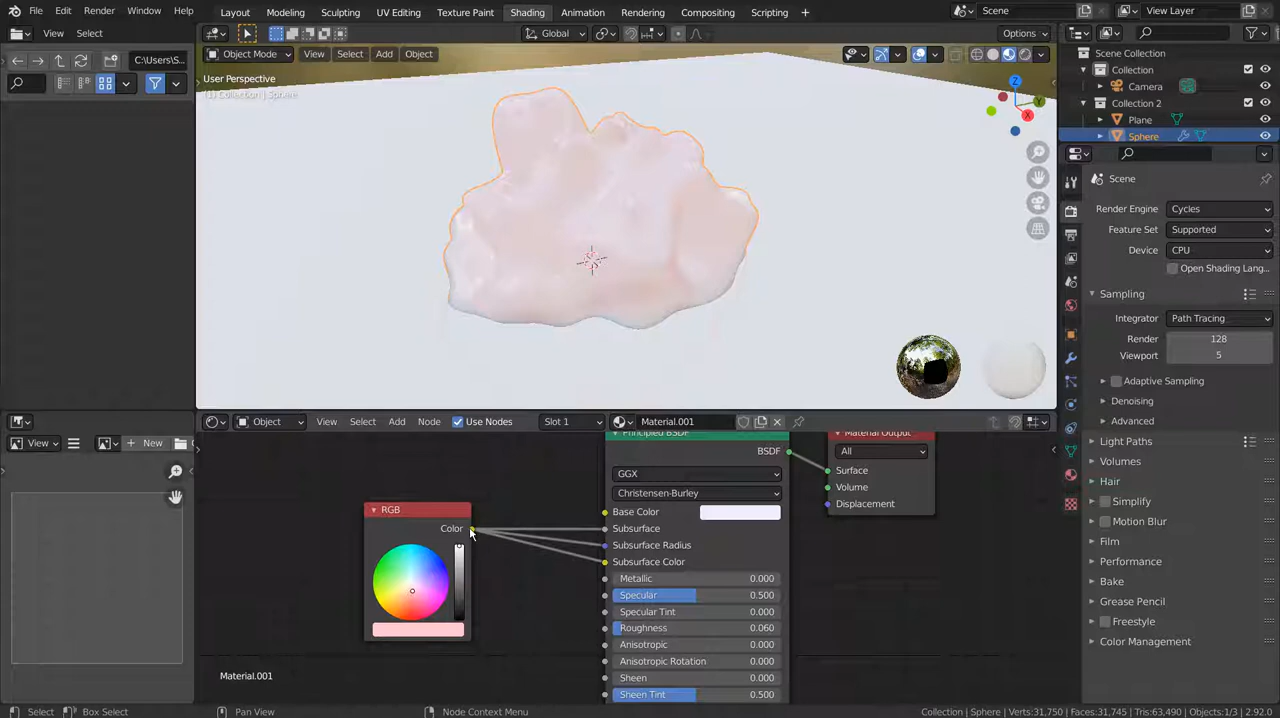 File Edit Render Window Help Layout Modeling Sculpting UV Editing Texture Paint Shading Animation Rendering Compositing Scripting + Scene View Layer
View Select Global Options
C:\Users\S...
Object Mode View Select Add Object
User Perspective
(1) Collection | Sphere
Z
Y
X
Scene Collection
Collection
Camera
Collection 2
Plane
Sphere
Scene
Render Engine Cycles
Feature Set Supported
Device CPU
Open Shading Lang...
Sampling
Integrator Path Tracing
Render 128
Viewport 5
Adaptive Sampling
Denoising
Advanced
Light Paths
Volumes
Hair
Simplify
Motion Blur
Film
Performance
Bake
Grease Pencil
Freestyle
Color Management
View New
Object View Select Add Node Use Nodes Slot 1 Material.001
Principled BSDF
BSDF
GGX
Christensen-Burley
Base Color
Subsurface
Subsurface Radius
Subsurface Color
Metallic 0.000
Specular 0.500
Specular Tint 0.000
Roughness 0.060
Anisotropic 0.000
Anisotropic Rotation 0.000
Sheen 0.000
Sheen Tint 0.500
Material Output
All
Surface
Volume
Displacement
RGB
Color
Material.001
Select Box Select Pan View Node Context Menu Collection | Sphere Verts:31,750 | Faces:31,745 | Tris:63,490 | Objects:1/3 | 2.92.0